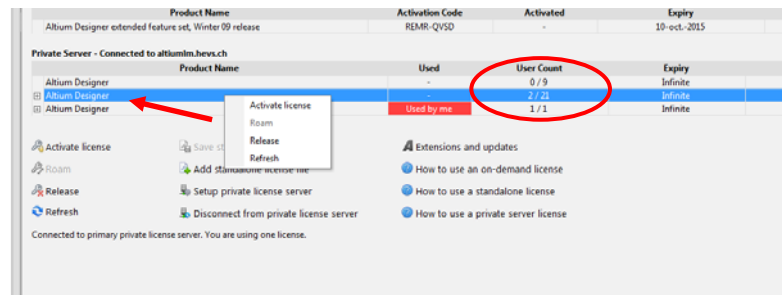 Product Name Activation Code Activated Expiry
Altium Designer extended feature set, Winter 09 release REMR-QVSD - 10-oct.-2015
Private Server - Connected to altiumlm.hevs.ch
Product Name Used User Count Expiry
Altium Designer - 0 / 9 Infinite
Altium Designer - 2 / 21 Infinite
Altium Designer Used by me 1 / 1 Infinite
Activate license
Roam
Release
Refresh
Activate license Save st Extensions and updates
Roam Add standalone license file How to use an on-demand license
Release Setup private license server How to use a standalone license
Refresh Disconnect from private license server How to use a private server license
Connected to primary private license server. You are using one license.